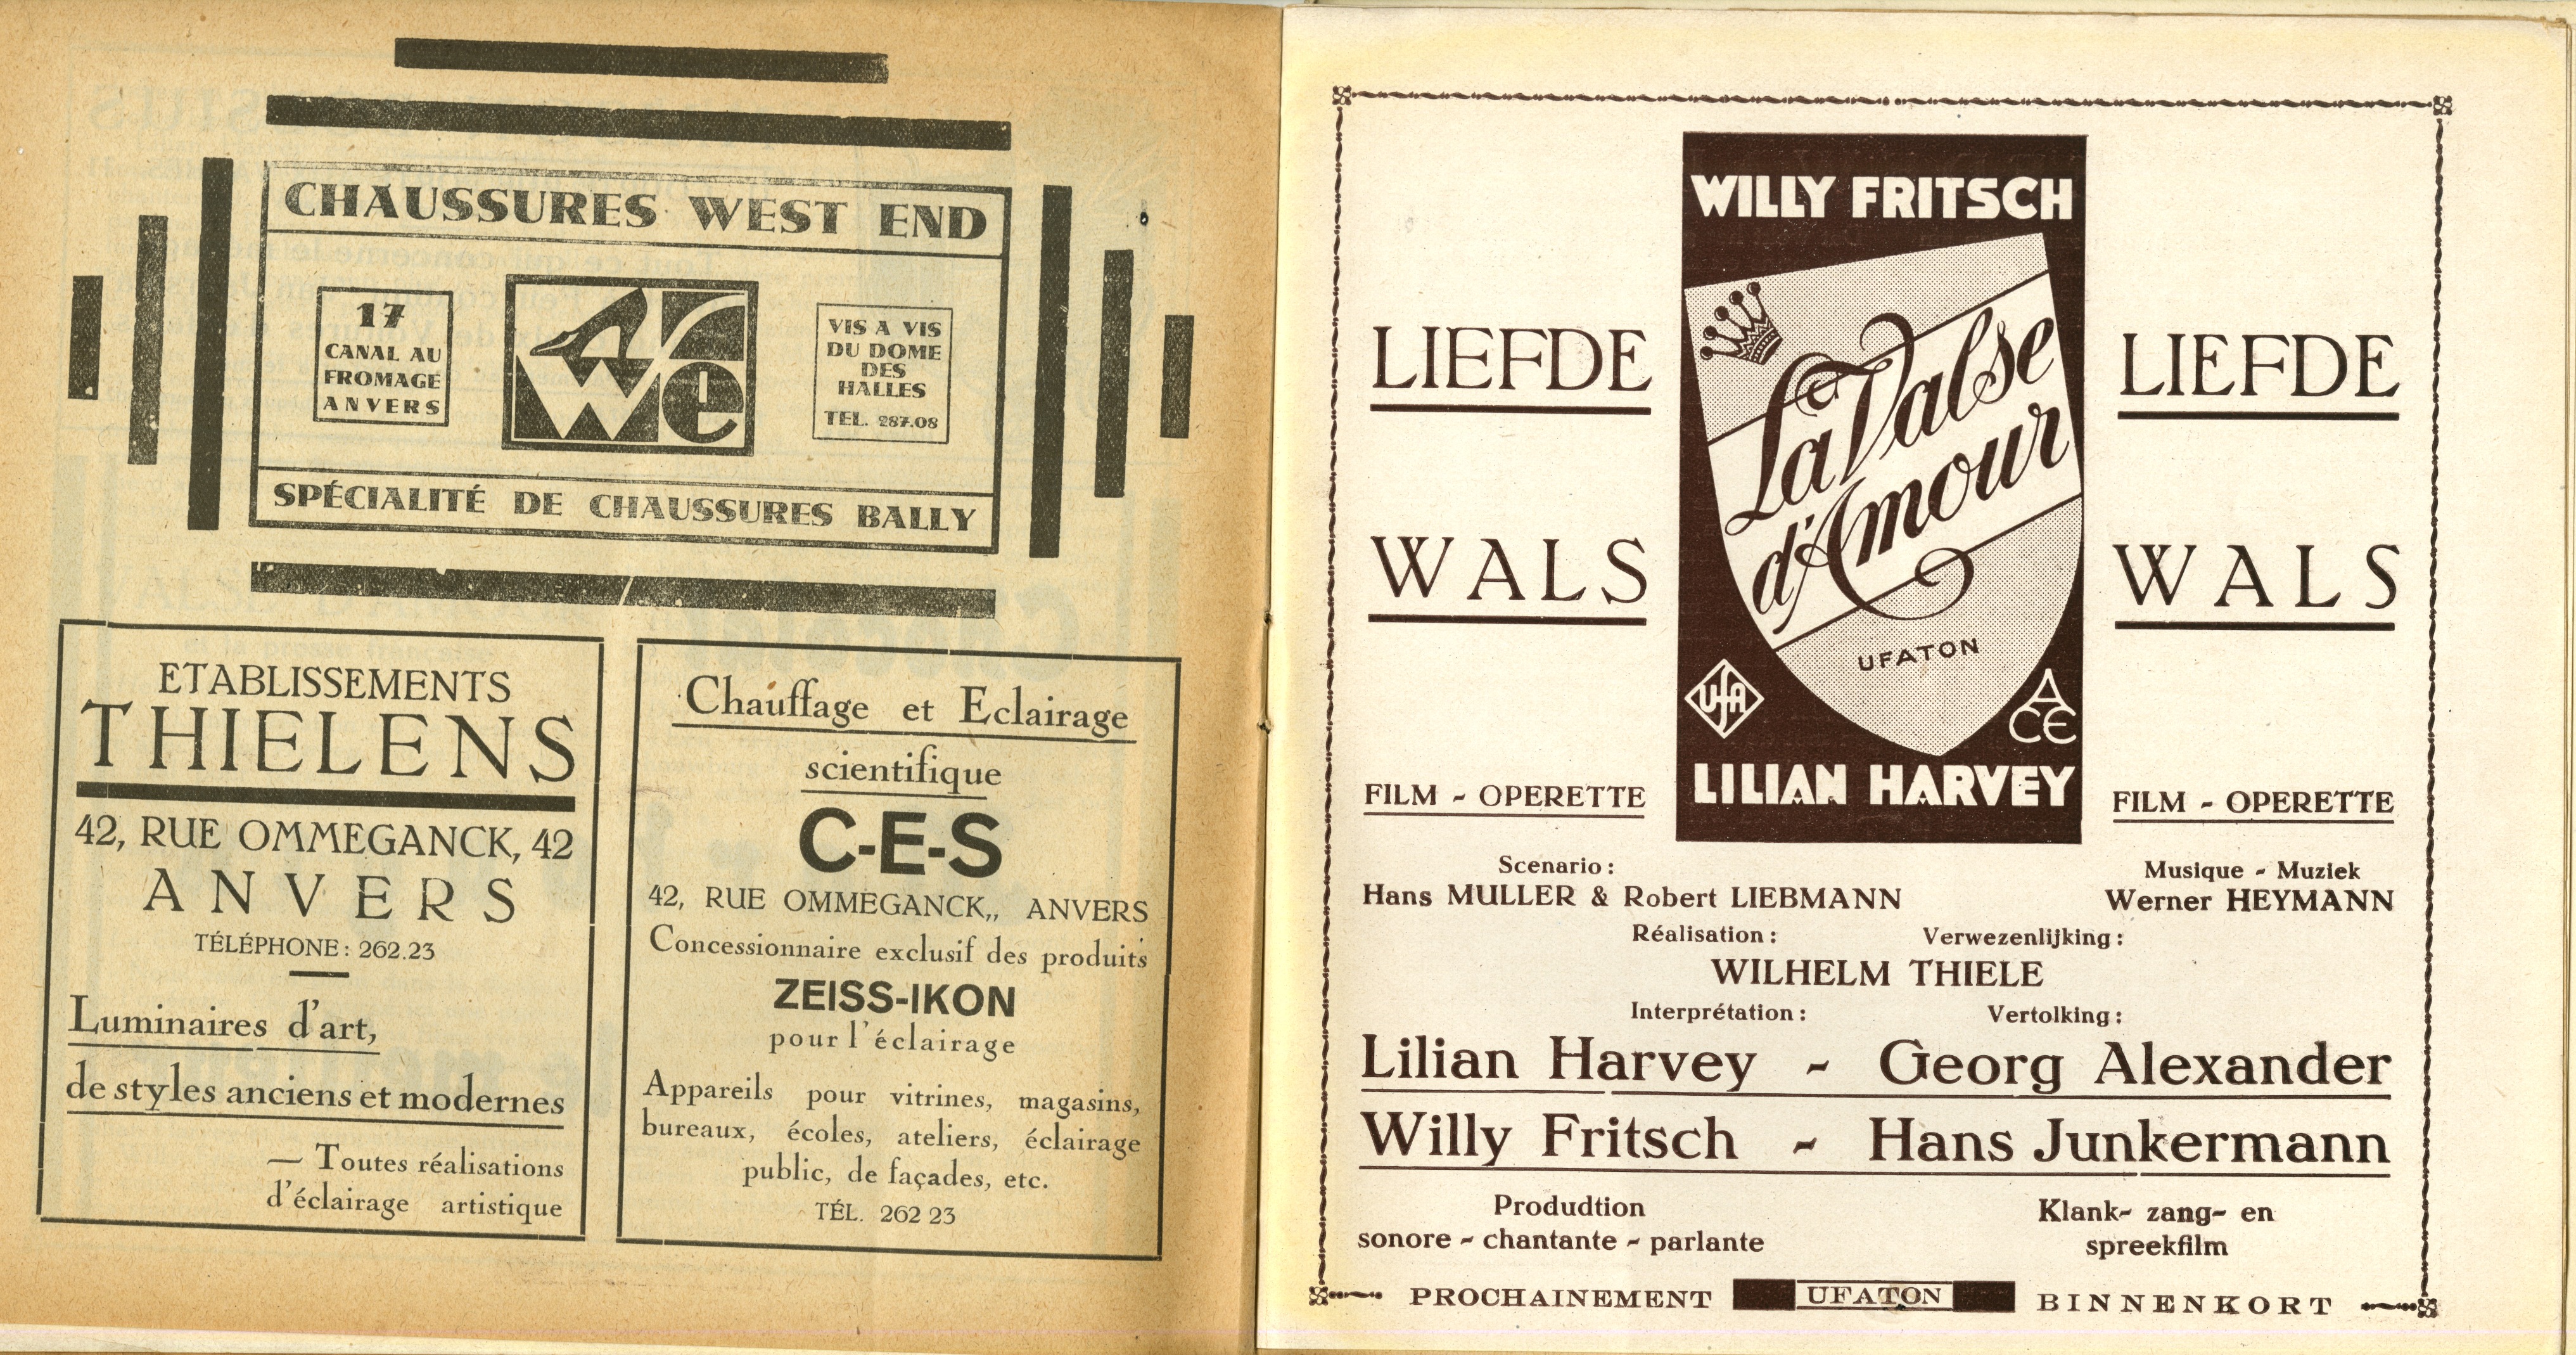 CHAUSSURES WEST END
17
CANAL AU
FROMAGE
ANVERS
We
VIS A VIS
DU DOME
DES
HALLES
TEL. 287.08
SPÉCIALITÉ DE CHAUSSURES BALLY
ETABLISSEMENTS
THIELENS
42, RUE OMMEGANCK, 42
ANVERS
TÉLÉPHONE: 262.23
Luminaires d'art,
de styles anciens et modernes
— Toutes réalisations
d'éclairage artistique
Chauffage et Eclairage
scientifique
C-E-S
42, RUE OMMEGANCK,, ANVERS
Concessionnaire exclusif des produits
ZEISS-IKON
pour l'éclairage
Appareils pour vitrines, magasins,
bureaux, écoles, ateliers, éclairage
public, de façades, etc.
TÉL. 262 23
WILLY FRITSCH
La Valse
d'Amour
UFATON
UFA
ACE
LILIAN HARVEY
LIEFDE
WALS
FILM - OPERETTE
LIEFDE
WALS
FILM - OPERETTE
Scenario:
Hans MULLER & Robert LIEBMANN
Musique - Muziek
Werner HEYMANN
Réalisation: Verwezenlijking:
WILHELM THIELE
Interprétation: Vertolking:
Lilian Harvey - Georg Alexander
Willy Fritsch - Hans Junkermann
Produdtion
sonore - chantante - parlante
Klank- zang- en
spreekfilm
PROCHAINEMENT UFATON BINNENKORT